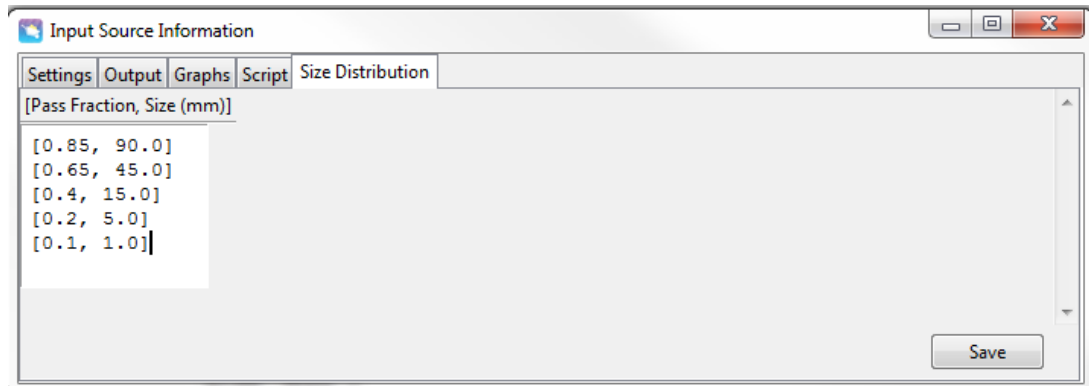 Input Source Information
Settings Output Graphs Script Size Distribution
[Pass Fraction, Size (mm)]
[0.85, 90.0]
[0.65, 45.0]
[0.4, 15.0]
[0.2, 5.0]
[0.1, 1.0]
Save